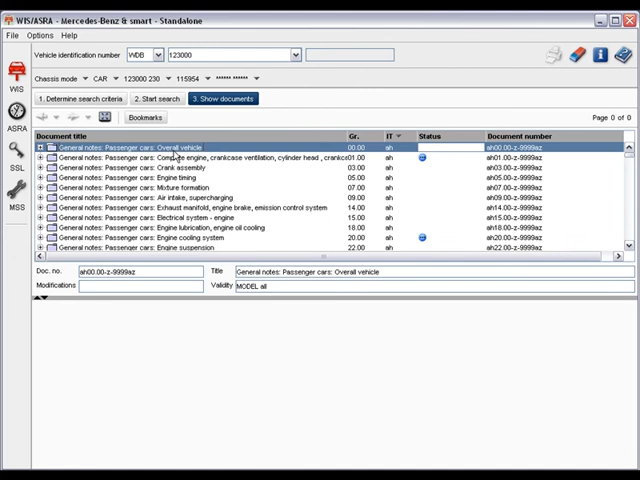 WIS/ASRA - Mercedes-Benz & smart - Standalone
File Options Help
Vehicle identification number WDB 123000
Chassis mode CAR 123000 230 115954 ****** ******
1. Determine search criteria 2. Start search 3. Show documents
Bookmarks Page 0 of 0
WIS
ASRA
SSL
MSS
Document title Gr. IT Status Document number
General notes: Passenger cars: Overall vehicle 00.00 ah ah00.00-z-9999az
General notes: Passenger cars: Complete engine, crankcase ventilation, cylinder head , crankc 01.00 ah ah01.00-z-9999az
General notes: Passenger cars: Crank assembly 03.00 ah ah03.00-z-9999az
General notes: Passenger cars: Engine timing 05.00 ah ah05.00-z-9999az
General notes: Passenger cars: Mixture formation 07.00 ah ah07.00-z-9999az
General notes: Passenger cars: Air intake, supercharging 09.00 ah ah09.00-z-9999az
General notes: Passenger cars: Exhaust manifold, engine brake, emission control system 14.00 ah ah14.00-z-9999az
General notes: Passenger cars: Electrical system - engine 15.00 ah ah15.00-z-9999az
General notes: Passenger cars: Engine lubrication, engine oil cooling 18.00 ah ah18.00-z-9999az
General notes: Passenger cars: Engine cooling system 20.00 ah ah20.00-z-9999az
General notes: Passenger cars: Engine suspension 22.00 ah ah22.00-z-9999az
Doc. no. ah00.00-z-9999az Title General notes: Passenger cars: Overall vehicle
Modifications Validity MODEL all